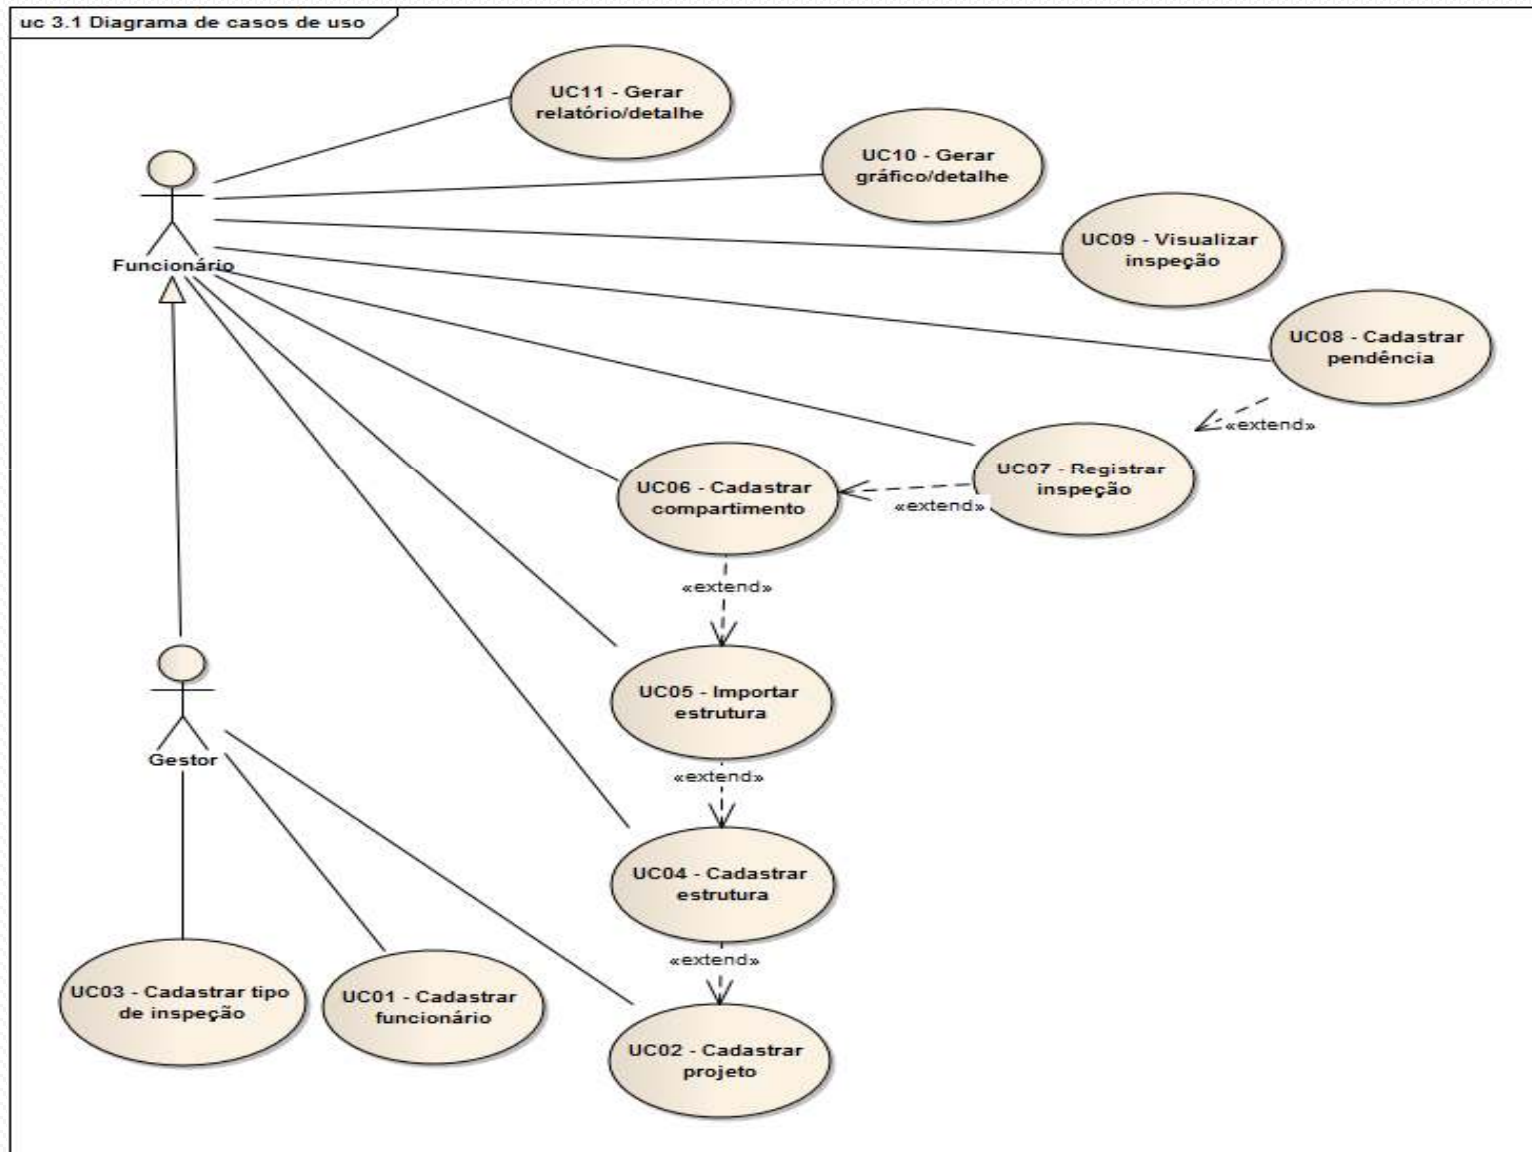 uc 3.1 Diagrama de casos de uso
UC11 - Gerar
relatório/detalhe
UC10 - Gerar
gráfico/detalhe
UC09 - Visualizar
inspeção
Funcionário
UC08 - Cadastrar
pendência
«extend»
UC07 - Registrar
inspeção
UC06 - Cadastrar
compartimento
«extend»
«extend»
UC05 - Importar
estrutura
Gestor
«extend»
UC04 - Cadastrar
estrutura
«extend»
UC03 - Cadastrar tipo
de inspeção
UC01 - Cadastrar
funcionário
UC02 - Cadastrar
projeto